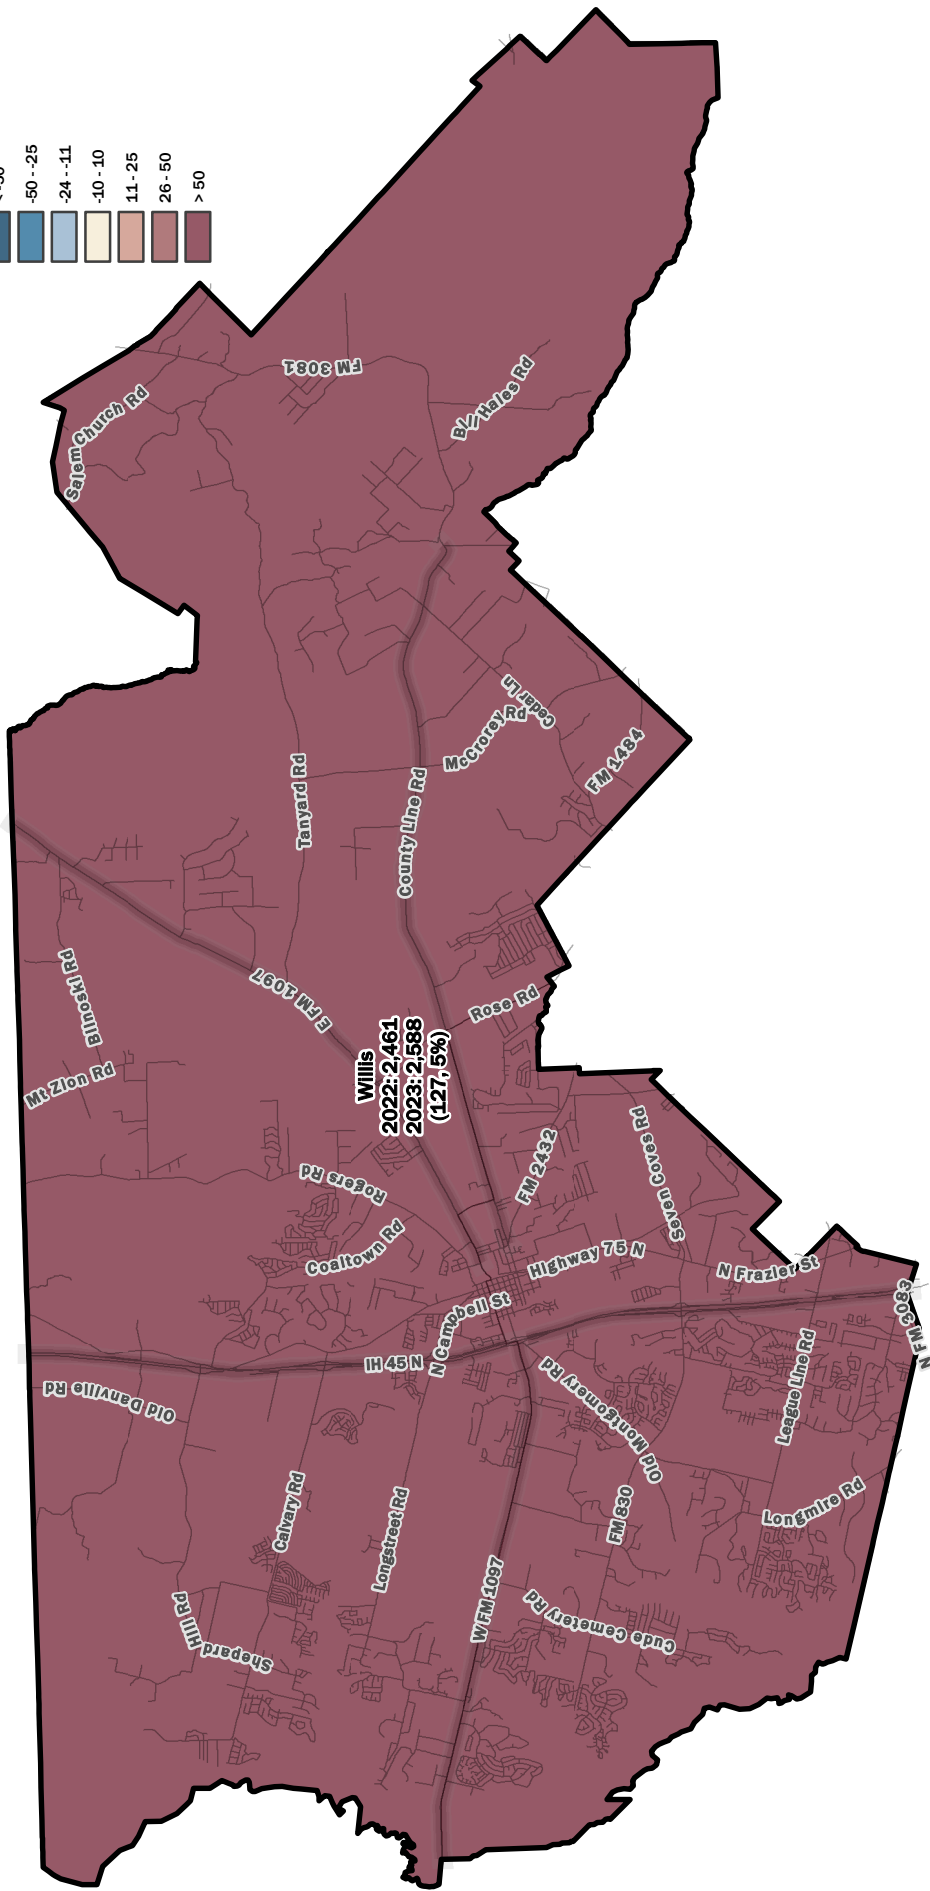 -50 - -25
-24 - -11
-10 - 10
11 - 25
26 - 50
> 50
Salem Church Rd
FM 3081
Bill Hales Rd
Cedar Ln
McCrorey Rd
FM 1484
Tanyard Rd
County Line Rd
Blinoski Rd
E FM 1097
Rose Rd
Mt Zion Rd
Willis
2022: 2,461
2023: 2,588
(127, 5%)
Rogers Rd
FM 2432
Seven Coves Rd
Coaltown Rd
Highway 75 N
N Frazier St
N Campbell St
N FM 3083
IH 45 N
Old Danville Rd
Old Montgomery Rd
League Line Rd
Calvary Rd
Longstreet Rd
FM 830
Longmire Rd
W FM 1097
Cude Cemetery Rd
Shepard Hill Rd